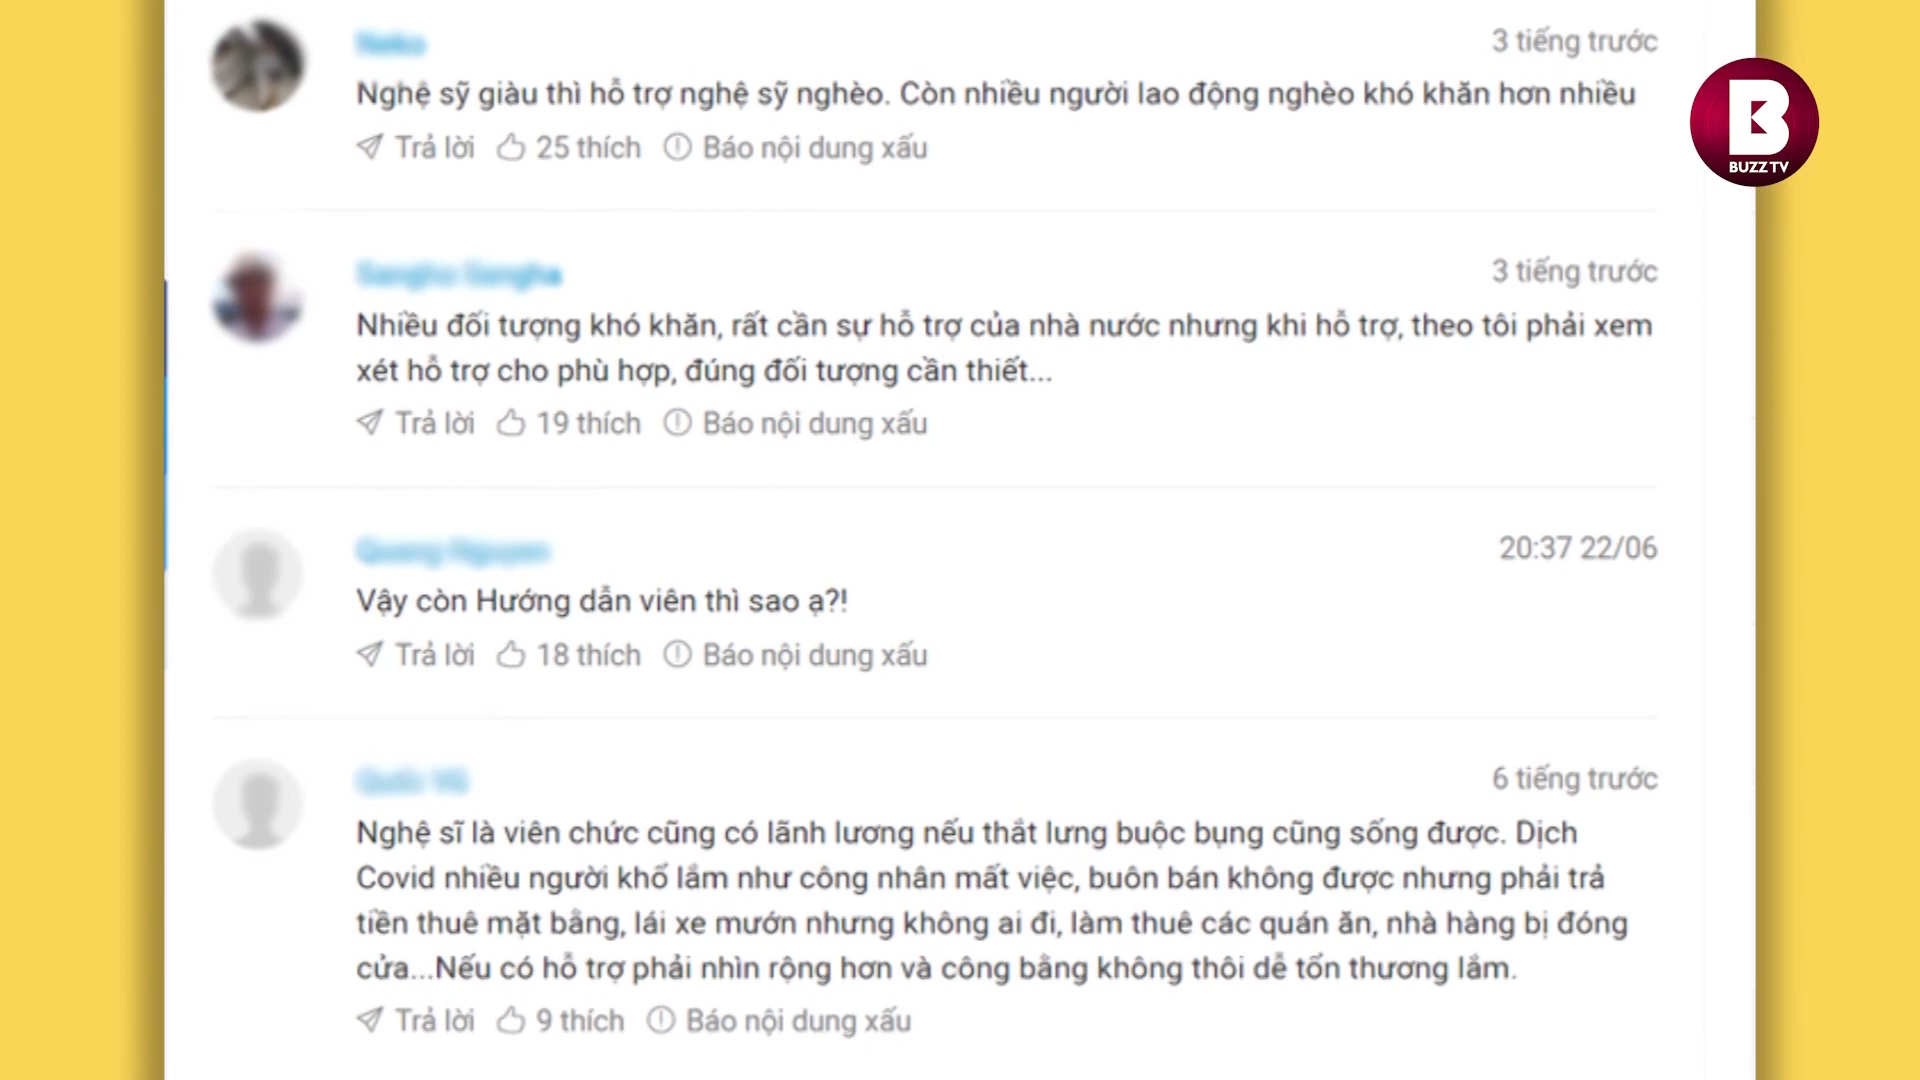 Neko
3 tiếng trước
Nghệ sỹ giàu thì hỗ trợ nghệ sỹ nghèo. Còn nhiều người lao động nghèo khó khăn hơn nhiều
Trả lời 25 thích Báo nội dung xấu
BUZZ TV
3 tiếng trước
Nhiều đối tượng khó khăn, rất cần sự hỗ trợ của nhà nước nhưng khi hỗ trợ, theo tôi phải xem
xét hỗ trợ cho phù hợp, đúng đối tượng cần thiết...
Trả lời 19 thích Báo nội dung xấu
20:37 22/06
Vậy còn Hướng dẫn viên thì sao ạ?!
Trả lời 18 thích Báo nội dung xấu
6 tiếng trước
Nghệ sĩ là viên chức cũng có lãnh lương nếu thắt lưng buộc bụng cũng sống được. Dịch
Covid nhiều người khổ lắm như công nhân mất việc, buôn bán không được nhưng phải trả
tiền thuê mặt bằng, lái xe mướn nhưng không ai đi, làm thuê các quán ăn, nhà hàng bị đóng
cửa...Nếu có hỗ trợ phải nhìn rộng hơn và công bằng không thôi dễ tổn thương lắm.
Trả lời 9 thích Báo nội dung xấu